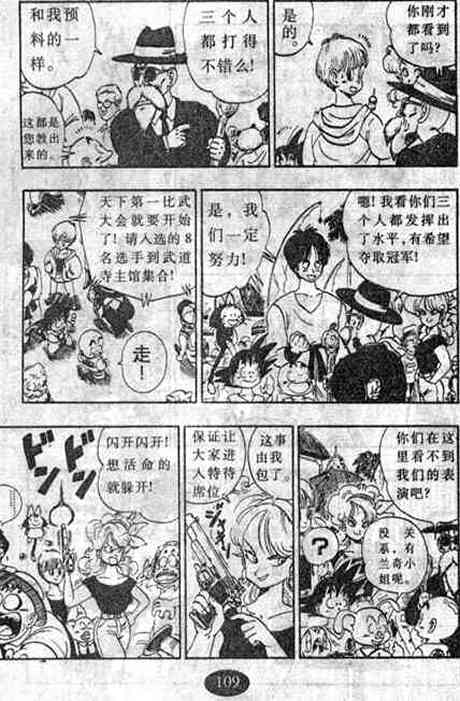 你刚才
都看到
了吗?
是
的。
三个人
都打得
不错么!
和我预
料的一
样。
这都是
您教出
来的。
嗯!我看你们三
个人都发挥出
了水平,有希望
夺取冠军!
是,我
们一定
努力!
天下第一比武
大会就要开始
了!请入选的8
名选手到武道
寺主馆集合!
走!
你们在这
里看不到
我们的表
演吧?
没关
系,有
兰奇小
姐呢。
?
这事
由我
包了。
保证让
大家进
入特待
席位。
闪开闪开!
想活命的
就躲开!
ドンドン
109